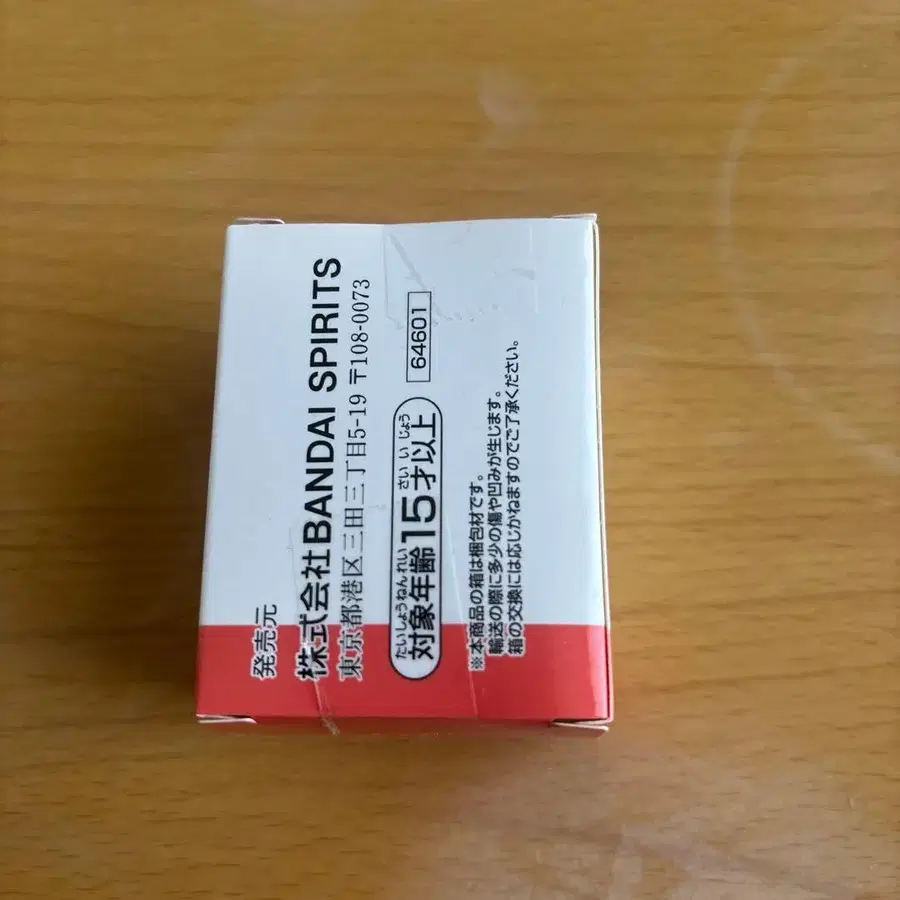 発売元
株式会社BANDAI SPIRITS
東京都港区三田三丁目5-19 〒108-0073
たいしょうねんれい さい い じょう
対象年齢15才以上
64601
※本商品の箱は梱包材です。
輸送の際に多少の傷や凹みが生じます。
箱の交換には応じかねますのでご了承ください。